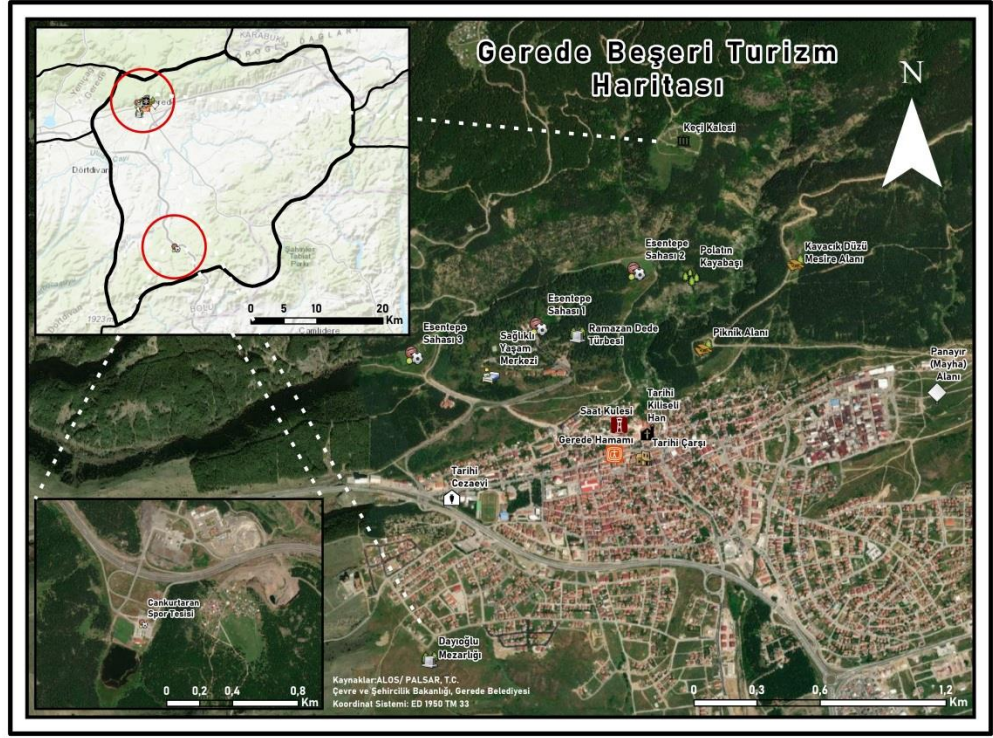 Gerede Beşeri Turizm
Haritası
N
KARABÜK
Dörtdivan
BOLU
1923 m
Çamlıdere
0 5 10 20
Km
Keçi Kalesi
Esentepe
Sahası 2
Polatın
Kayabaşı
Kavacık Düzü
Mesire Alanı
Esentepe
Sahası 1
Esentepe
Sahası 3
Sağlıklı
Yaşam
Merkezi
Ramazan Dede
Türbesi
Piknik Alanı
Panayır
(Mayha)
Alanı
Tarihi
Kiliseli
Han
Saat Kulesi
Gerede Hamamı
Tarihi Çarşı
Tarihi
Cezaevi
Cankurtaran
Spor Tesisi
0 0,2 0,4 0,8
Km
Dayıoğlu
Mezarlığı
Kaynaklar:ALOS/ PALSAR, T.C.
Çevre ve Şehircilik Bakanlığı, Gerede Belediyesi
Koordinat Sistemi: ED 1950 TM 33
0 0,3 0,6 1,2
Km